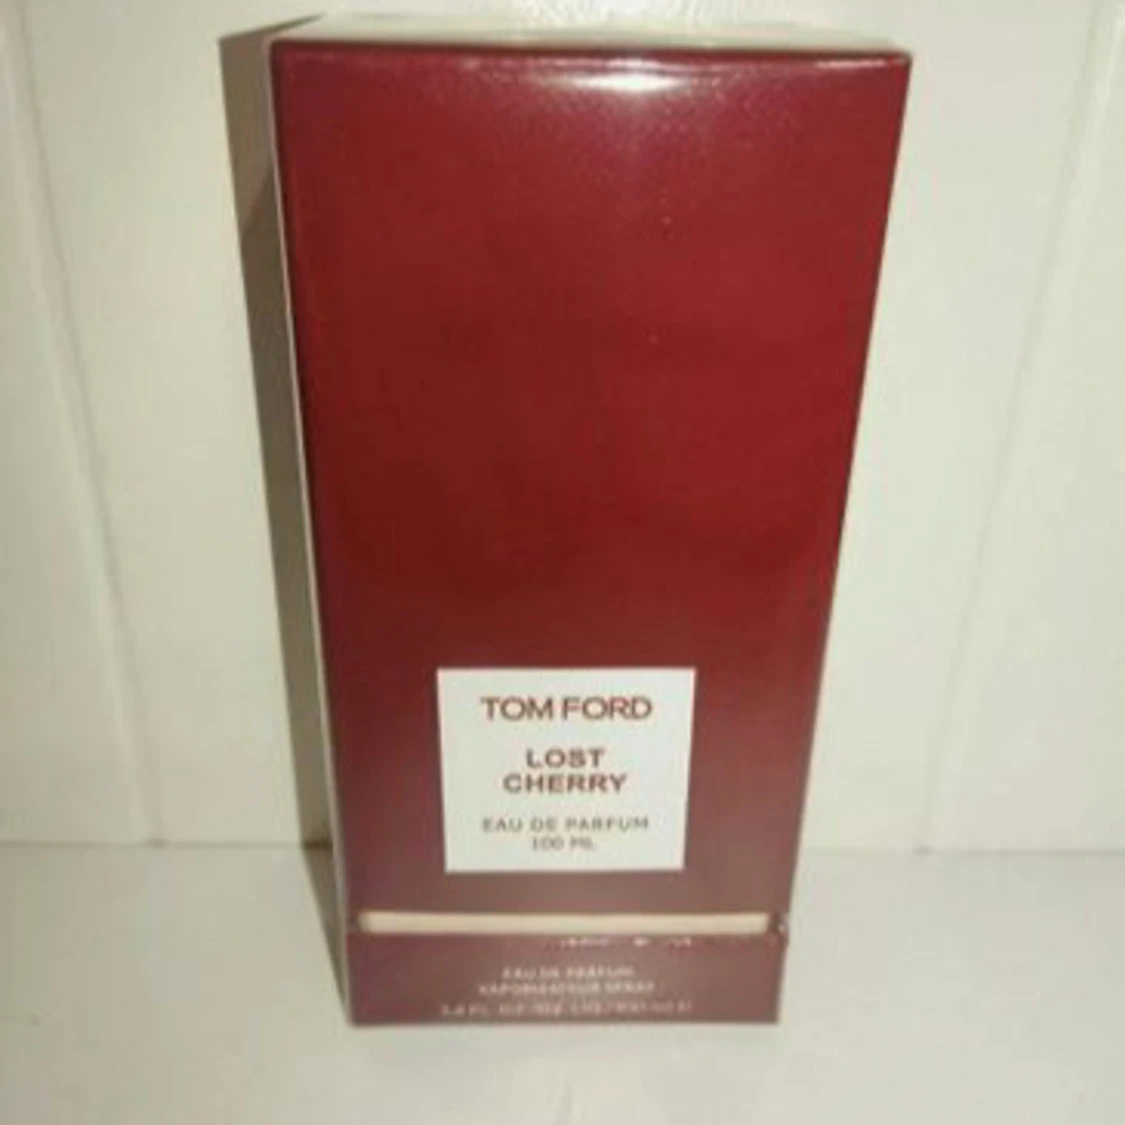 TOM FORD
LOST
CHERRY
EAU DE PARFUM
100 ML
EAU DE PARFUM
VAPORISATEUR SPRAY